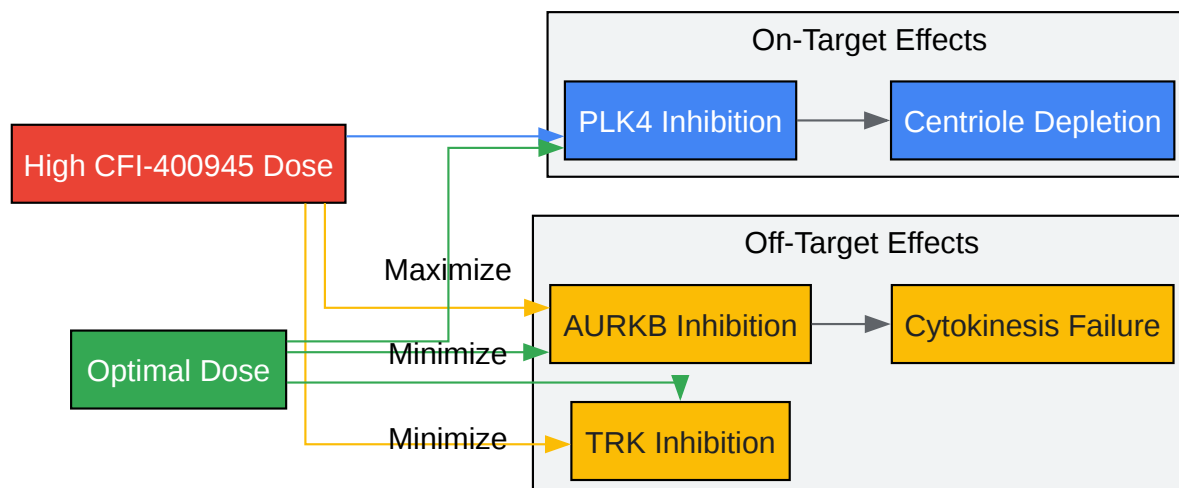 On-Target Effects
PLK4 Inhibition
Centriole Depletion
High CFI-400945 Dose
Off-Target Effects
Maximize
AURKB Inhibition
Cytokinesis Failure
Minimize
Optimal Dose
Minimize
TRK Inhibition